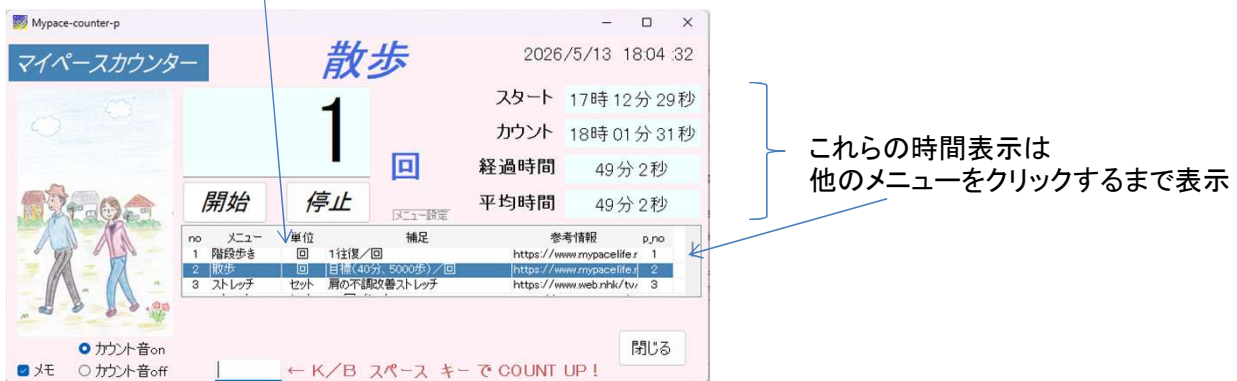 Mypace-counter-p
マイペースカウンター
散歩
2026/5/13 18:04 :32
1
回
スタート 17時 12分 29秒
カウント 18時 01分 31秒
経過時間 49分 2秒
平均時間 49分 2秒
これらの時間表示は
他のメニューをクリックするまで表示
開始
停止
メニュー設定
no メニュー /単位 補足 参考情報 p_no
1 階段歩き 回 1往復/回 https://www.mypacelife.r 1
2 散歩 回 目標(40分、5000歩)/回 https://www.mypacelife.r 2
3 ストレッチ セット 肩の不調改善ストレッチ https://www.web.nhk/tv/ 3
閉じる
カウント音on
メモ
カウント音off
← K/B スペース キー で COUNT UP!